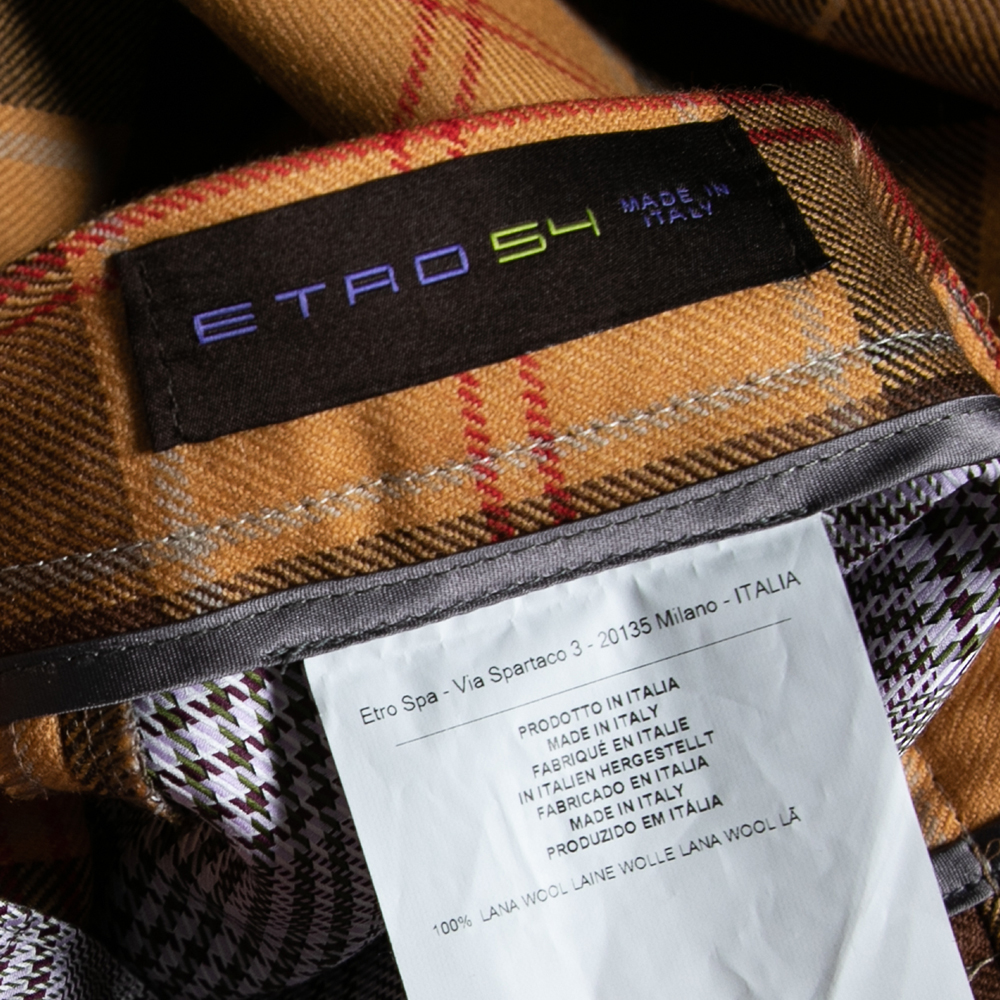 ETRO 54 MADE IN
ITALY
Etro Spa - Via Spartaco 3 - 20135 Milano - ITALIA
PRODOTTO IN ITALIA
MADE IN ITALY
FABRIQUÉ EN ITALIE
IN ITALIEN HERGESTELLT
FABRICADO EN ITALIA
MADE IN ITALY
PRODUZIDO EM ITÀLIA
100% LANA WOOL LAINE WOLLE LANA WOOL LÃ